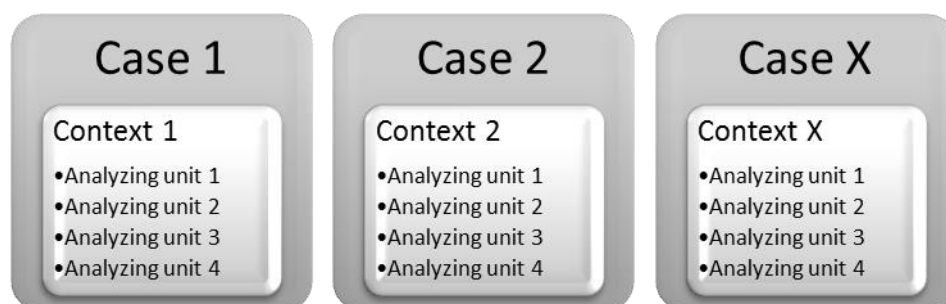 Case 1
Context 1
•Analyzing unit 1
•Analyzing unit 2
•Analyzing unit 3
•Analyzing unit 4
Case 2
Context 2
•Analyzing unit 1
•Analyzing unit 2
•Analyzing unit 3
•Analyzing unit 4
Case X
Context X
•Analyzing unit 1
•Analyzing unit 2
•Analyzing unit 3
•Analyzing unit 4